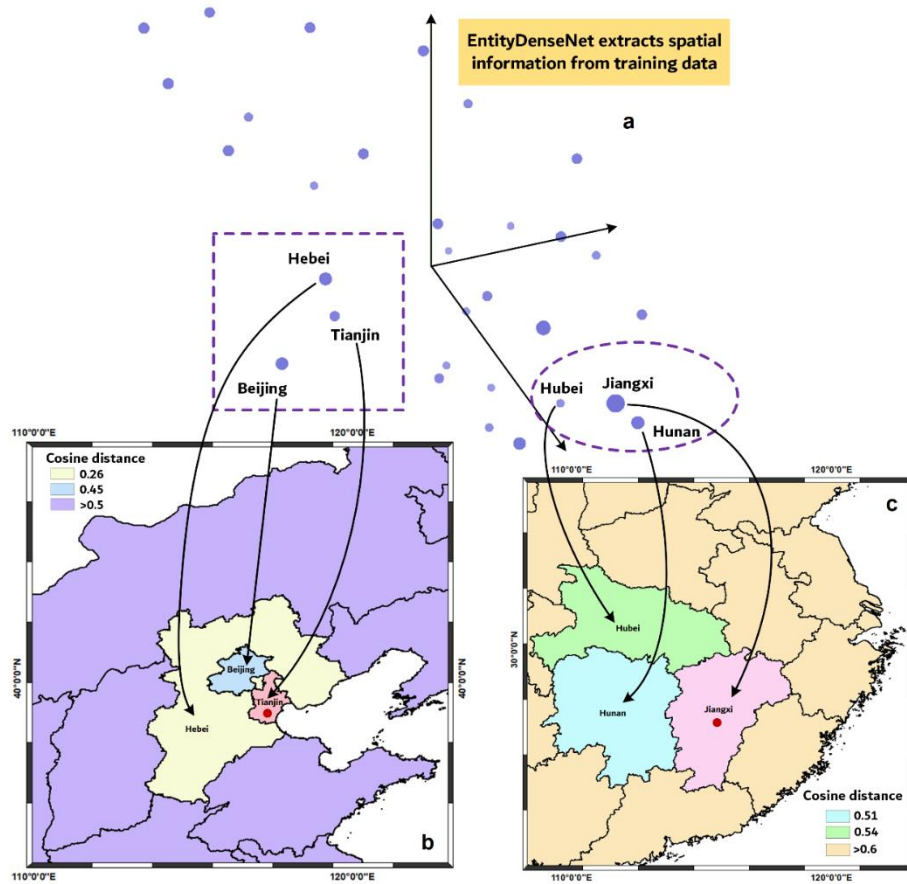 EntityDenseNet extracts spatial
information from training data
a
Hebei
Tianjin
Beijing
Hubei
Jiangxi
Hunan
110°0'0"E
120°0'0"E
Cosine distance
0.26
0.45
>0.5
40°0'0"N
40°0'0"N
Beijing
Tianjin
Hebei
b
110°0'0"E
120°0'0"E
110°0'0"E
120°0'0"E
c
30°0'0"N
30°0'0"N
Hubei
Hunan
Jiangxi
Cosine distance
0.51
0.54
>0.6
110°0'0"E
120°0'0"E